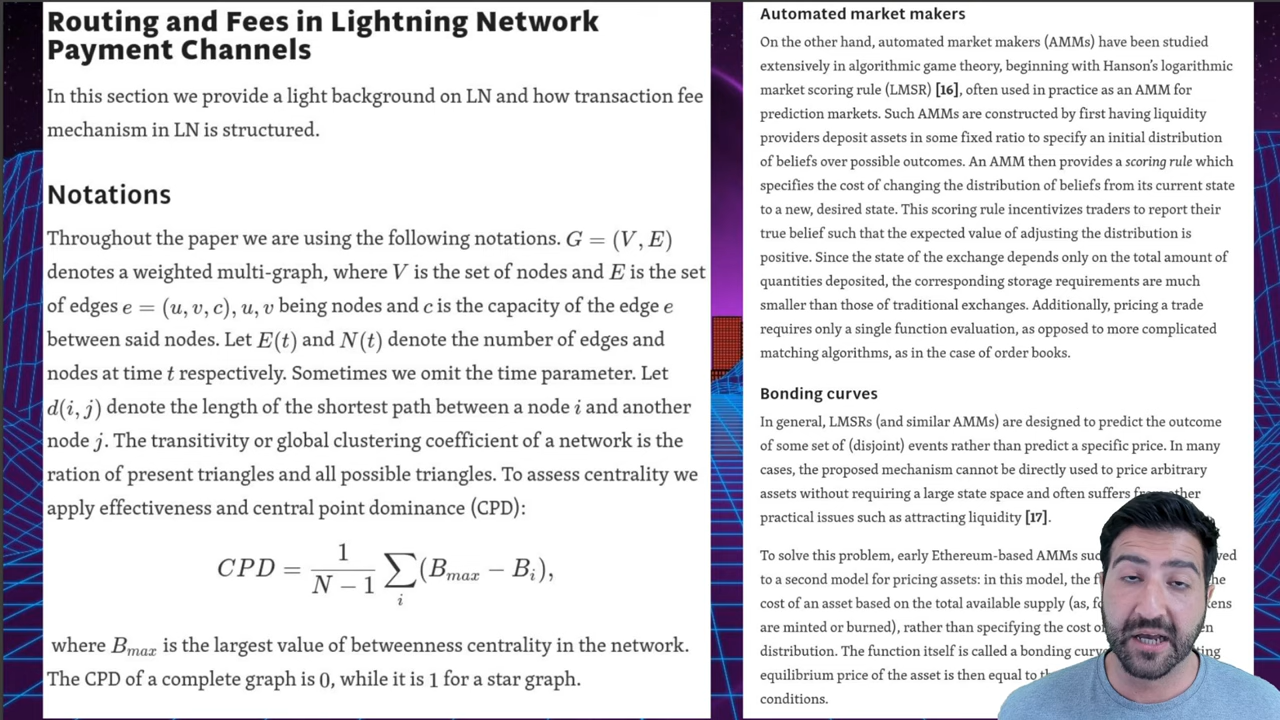 Routing and Fees in Lightning Network
Payment Channels
In this section we provide a light background on LN and how transaction fee
mechanism in LN is structured.
Notations
Throughout the paper we are using the following notations. G = (V, E)
denotes a weighted multi-graph, where V is the set of nodes and E is the set
of edges e = (u, v, c), u, v being nodes and c is the capacity of the edge e
between said nodes. Let E(t) and N(t) denote the number of edges and
nodes at time t respectively. Sometimes we omit the time parameter. Let
d(i, j) denote the length of the shortest path between a node i and another
node j. The transitivity or global clustering coefficient of a network is the
ration of present triangles and all possible triangles. To assess centrality we
apply effectiveness and central point dominance (CPD):
CPD = 1/(N − 1) ∑_i (B_max − B_i),
where B_max is the largest value of betweenness centrality in the network.
The CPD of a complete graph is 0, while it is 1 for a star graph.
Automated market makers
On the other hand, automated market makers (AMMs) have been studied
extensively in algorithmic game theory, beginning with Hanson's logarithmic
market scoring rule (LMSR) [16], often used in practice as an AMM for
prediction markets. Such AMMs are constructed by first having liquidity
providers deposit assets in some fixed ratio to specify an initial distribution
of beliefs over possible outcomes. An AMM then provides a scoring rule which
specifies the cost of changing the distribution of beliefs from its current state
to a new, desired state. This scoring rule incentivizes traders to report their
true belief such that the expected value of adjusting the distribution is
positive. Since the state of the exchange depends only on the total amount of
quantities deposited, the corresponding storage requirements are much
smaller than those of traditional exchanges. Additionally, pricing a trade
requires only a single function evaluation, as opposed to more complicated
matching algorithms, as in the case of order books.
Bonding curves
In general, LMSRs (and similar AMMs) are designed to predict the outcome
of some set of (disjoint) events rather than predict a specific price. In many
cases, the proposed mechanism cannot be directly used to price arbitrary
assets without requiring a large state space and often suffers
practical issues such as attracting liquidity [17].
To solve this problem, early Ethereum-based AMMs
to a second model for pricing assets: in this model, the
cost of an asset based on the total available supply (as,
are minted or burned), rather than specifying the cost
distribution. The function itself is called a bonding
equilibrium price of the asset is then equal to
conditions.